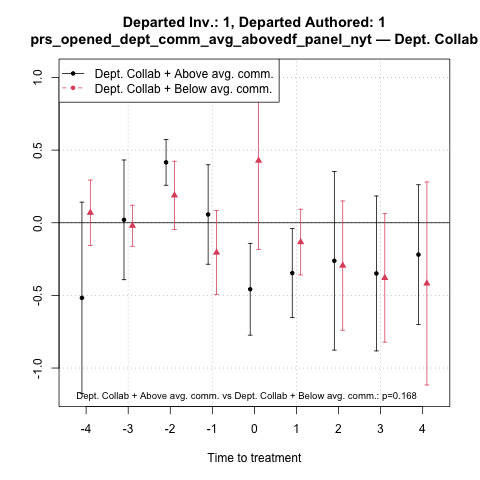 Departed Inv.: 1, Departed Authored: 1
prs_opened_dept_comm_avg_abovedf_panel_nyt — Dept. Collab
Dept. Collab + Above avg. comm.
Dept. Collab + Below avg. comm.
1.0
0.5
0.0
-0.5
-1.0
Dept. Collab + Above avg. comm. vs Dept. Collab + Below avg. comm.: p=0.168
-4 -3 -2 -1 0 1 2 3 4
Time to treatment